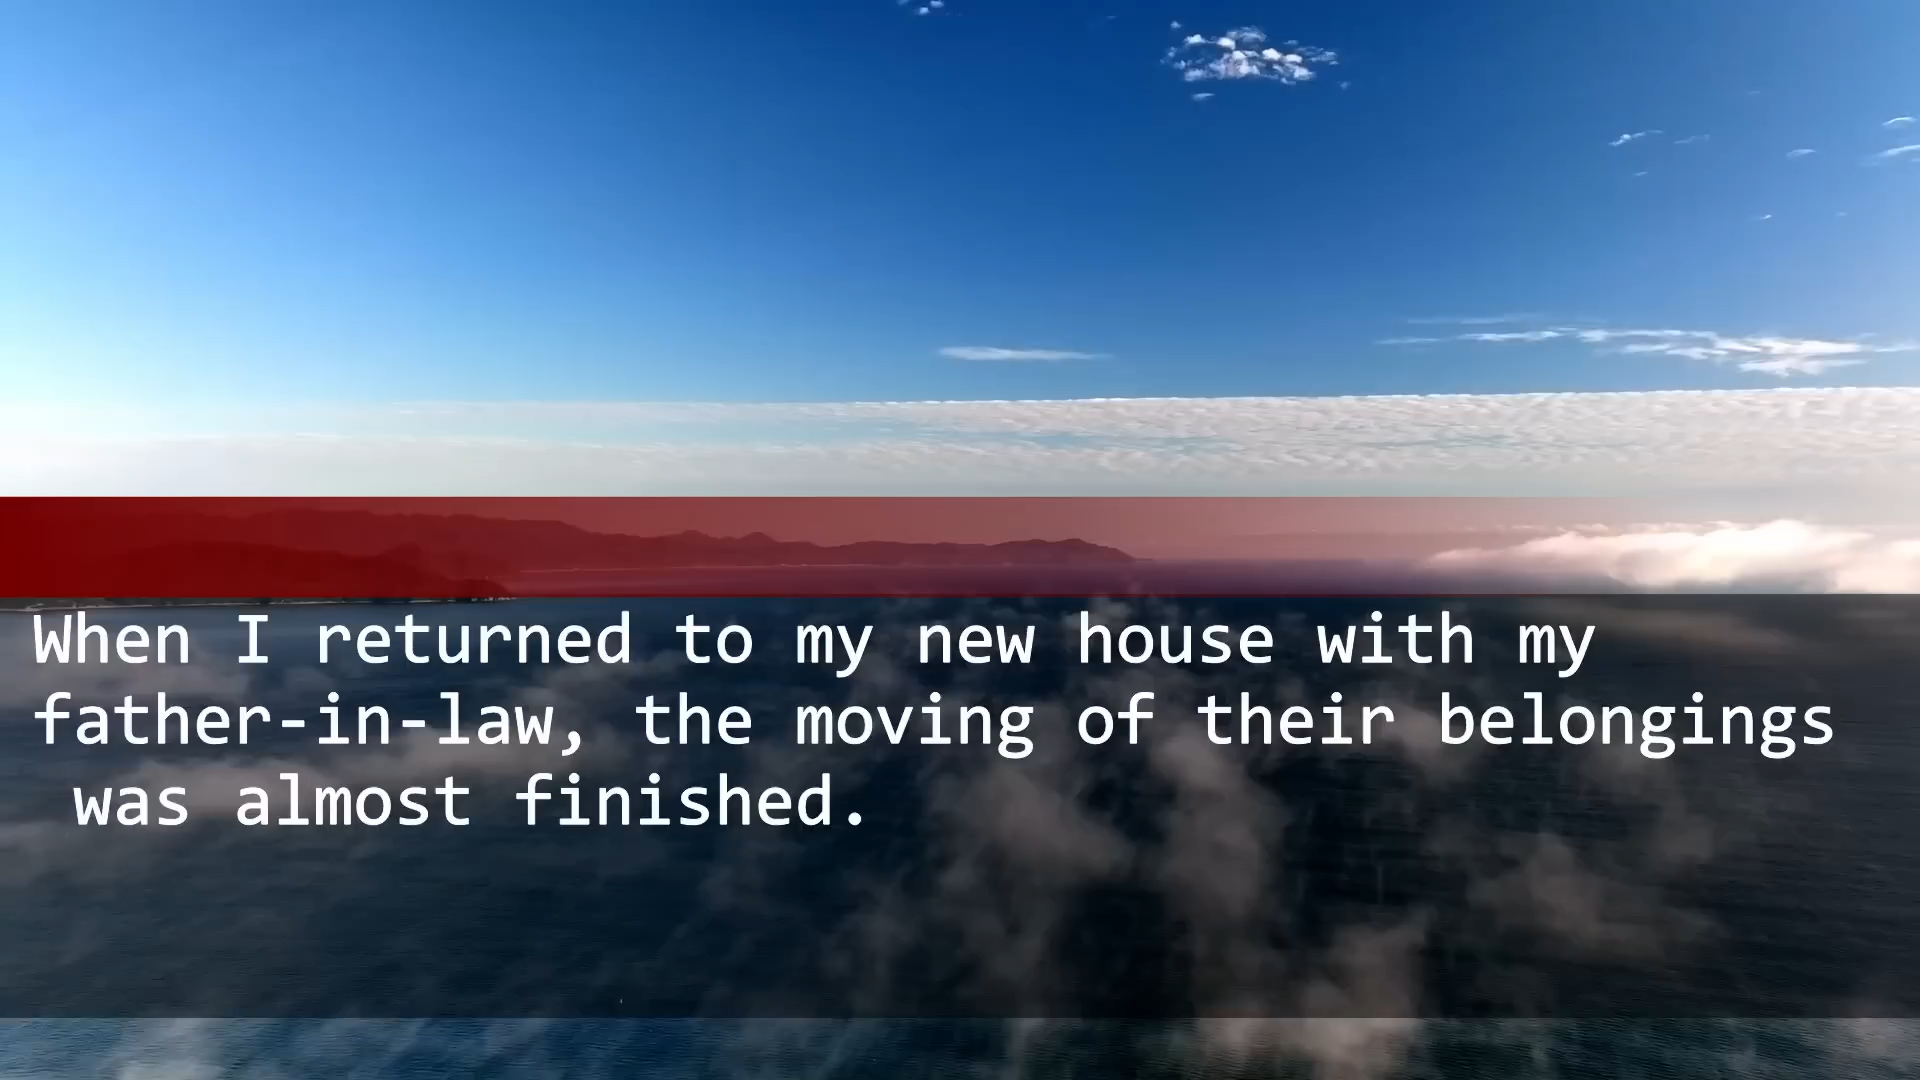 When I returned to my new house with my
father-in-law, the moving of their belongings
was almost finished.